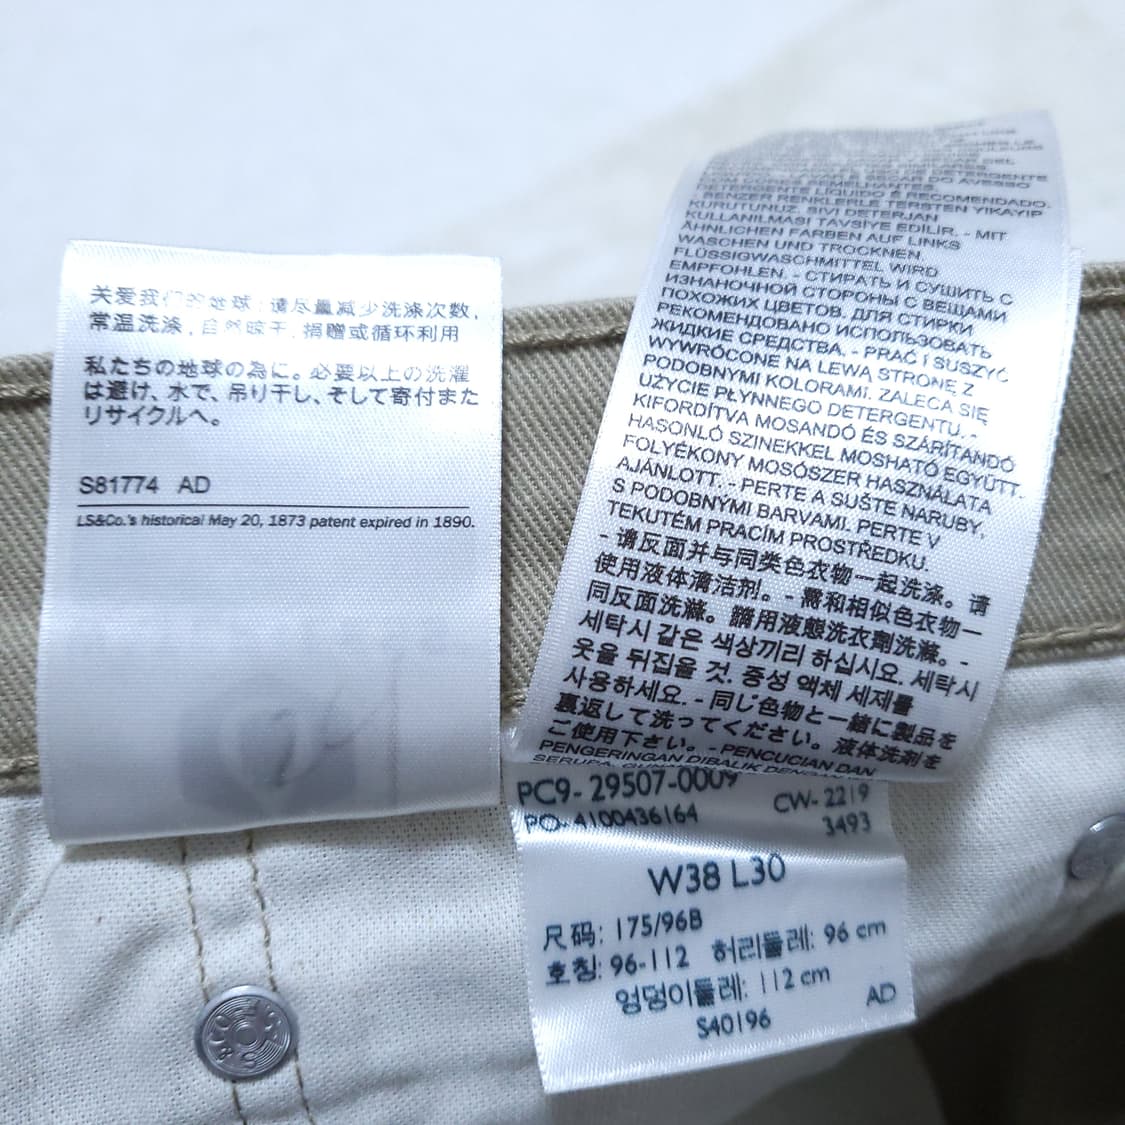 关爱我们的地球:请尽量减少洗涤次数,
常温洗涤,自然晾干,捐赠或循环利用
私たちの地球の為に。必要以上の洗濯
は避け、水で、吊り干し、そして寄付また
リサイクルへ。
S81774 AD
LS&Co.'s historical May 20, 1873 patent expired in 1890.
SECAR DO AVESSO
DETERGENTE LÍQUIDO É RECOMENDADO.
- BENZER RENKLERLE TERSTEN YIKAYIP
KURUTUNUZ. SIVI DETERJAN
KULLANILMASI TAVSİYE EDİLİR. - MIT
ÄHNLICHEN FARBEN AUF LINKS
WASCHEN UND TROCKNEN.
FLÜSSIGWASCHMITTEL WIRD
EMPFOHLEN. - СТИРАТЬ И СУШИТЬ С
ИЗНАНОЧНОЙ СТОРОНЫ С ВЕЩАМИ
ПОХОЖИХ ЦВЕТОВ. ДЛЯ СТИРКИ
РЕКОМЕНДОВАНО ИСПОЛЬЗОВАТЬ
ЖИДКИЕ СРЕДСТВА. - PRAĆ I SUSZYĆ
WYWRÓCONE NA LEWĄ STRONĘ Z
PODOBNYMI KOLORAMI. ZALECA SIĘ
UŻYCIE PŁYNNEGO DETERGENTU. -
KIFORDÍTVA MOSANDÓ ÉS SZÁRÍTANDÓ
HASONLÓ SZINEKKEL MOSHATÓ EGYÜTT.
FOLYÉKONY MOSÓSZER HASZNÁLATA
AJÁNLOTT. - PERTE A SUŠTE NARUBY,
S PODOBNÝMI BARVAMI. PERTE V
TEKUTÉM PRACÍM PROSTŘEDKU.
- 请反面并与同类色衣物一起洗涤。请
使用液体清洁剂。- 需和相似色衣物一
同反面洗滌。請用液態洗衣劑洗滌。-
세탁시 같은 색상끼리 하십시요. 세탁시
옷을 뒤집을 것. 중성 액체 세제를
사용하세요. - 同じ色物と一緒に製品を
裏返して洗ってください。液体洗剤を
ご使用下さい。- PENCUCIAN DAN
PENGERINGAN DIBALIK DENGAN
PC9- 29507-0009
CW- 2219
PO- A100436164
3493
W38 L30
尺码: 175/96B
호칭: 96-112 허리둘레: 96 cm
엉덩이둘레: 112 cm
AD
S40196